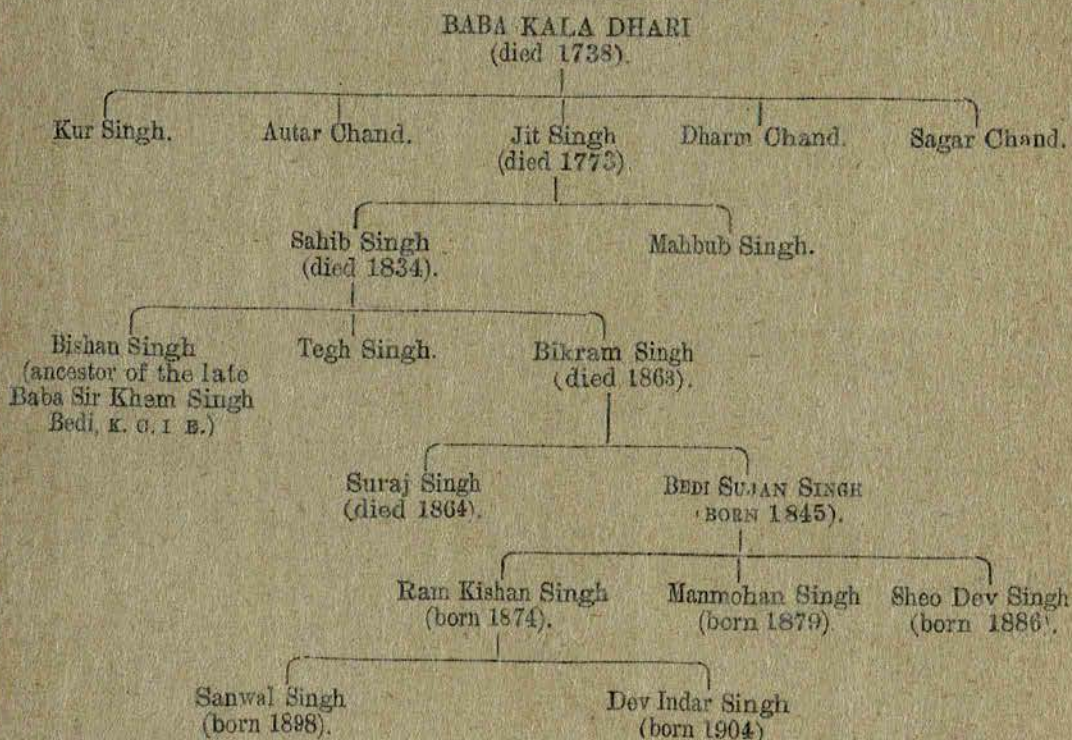 BABA KALA DHARI
(died 1738).
Kur Singh. Autar Chand. Jit Singh Dharm Chand. Sagar Chand.
(died 1773).
Sahib Singh Mahbub Singh.
(died 1834).
Bishan Singh Tegh Singh. Bikram Singh
(ancestor of the late (died 1863).
Baba Sir Khem Singh
Bedi, K. C. I E.)
Suraj Singh BEDI SUJAN SINGH
(died 1864). (BORN 1845).
Ram Kishan Singh Manmohan Singh Sheo Dev Singh
(born 1874). (born 1879). (born 1886).
Sanwal Singh Dev Indar Singh
(born 1898). (born 1904)